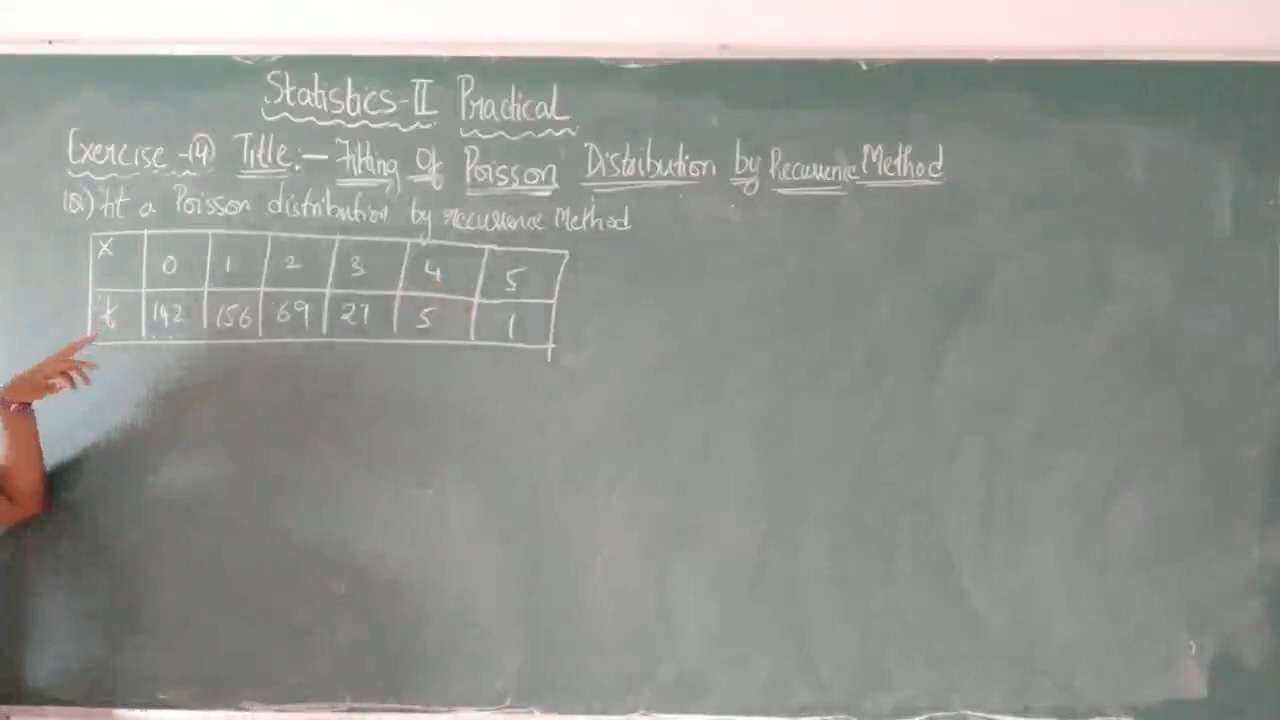 Statistics-II Practical
Exercise-(4) Title:- Fitting Of Poisson Distribution by Recurrence Method
(Q) Fit a Poisson distribution by recurrence Method
X 0 1 2 3 4 5
f 142 156 69 27 5 1